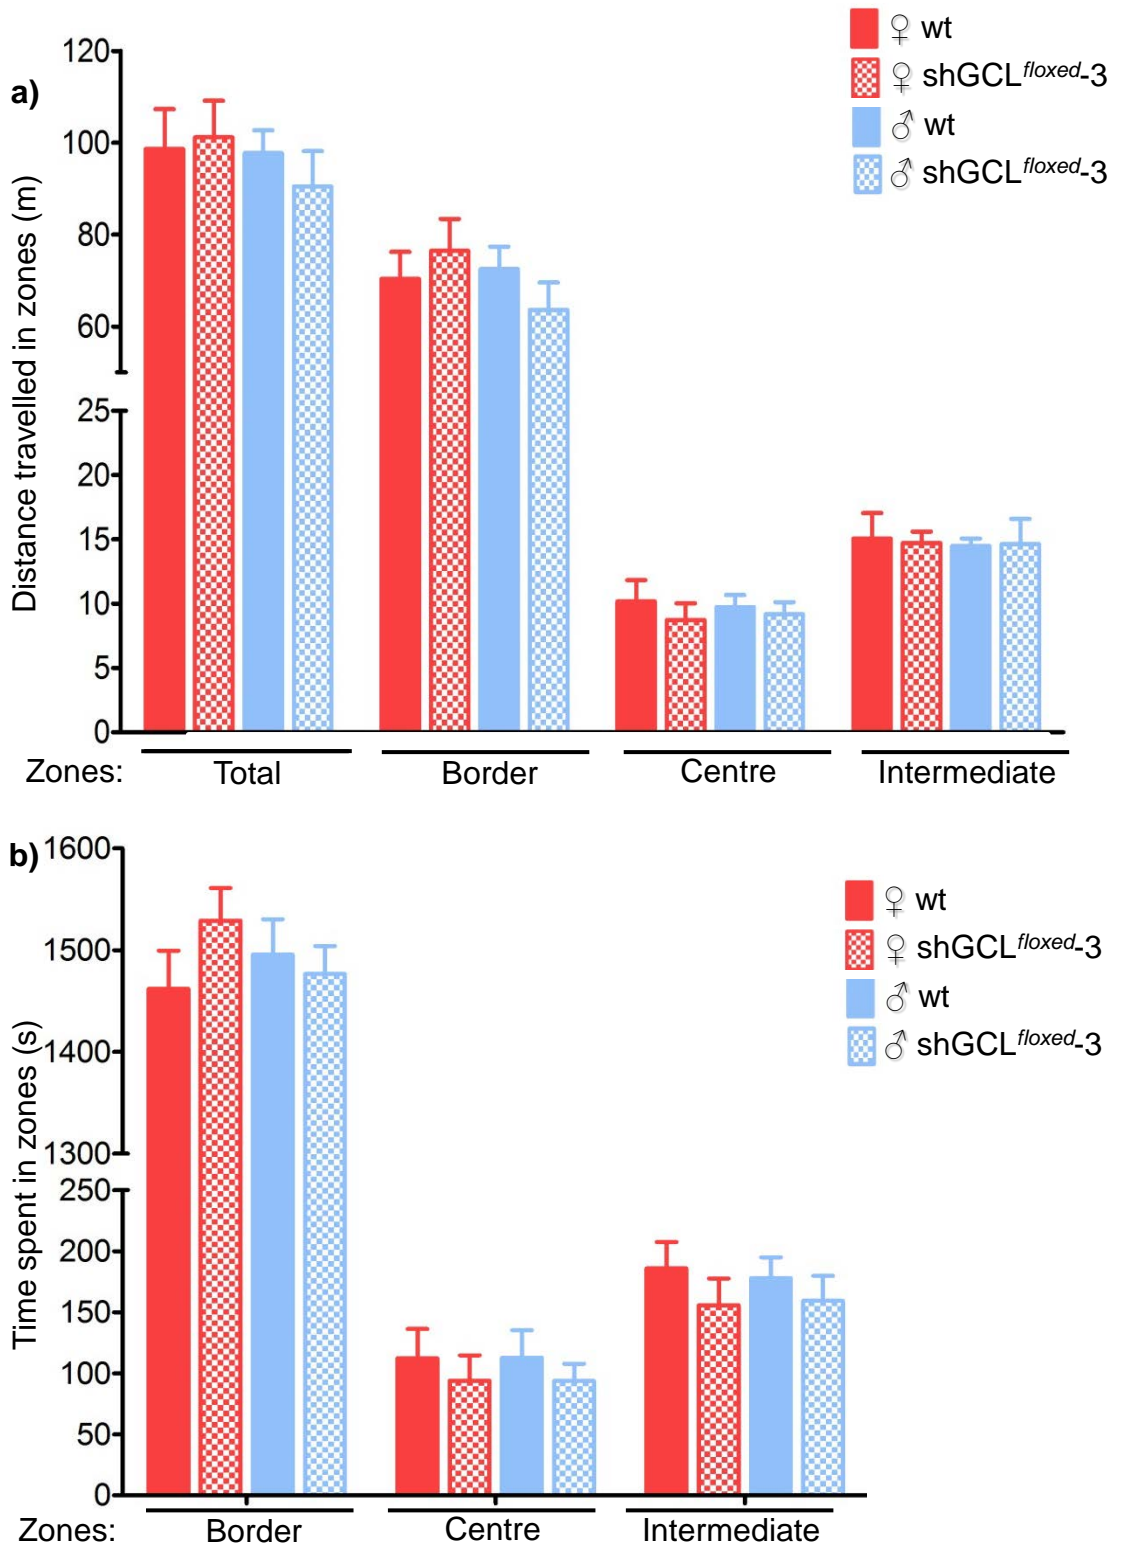 a)
♀ wt
♀ shGCLfloxed-3
♂ wt
♂ shGCLfloxed-3
Distance travelled in zones (m)
120
100
80
60
25
20
15
10
5
0
Zones: Total Border Centre Intermediate
b)
♀ wt
♀ shGCLfloxed-3
♂ wt
♂ shGCLfloxed-3
Time spent in zones (s)
1600
1500
1400
1300
250
200
150
100
50
0
Zones: Border Centre Intermediate